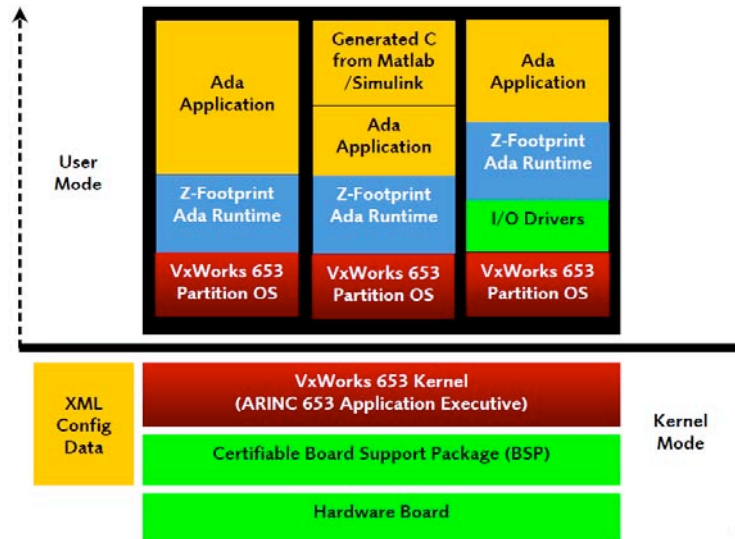 User
Mode
Ada
Application
Z-Footprint
Ada Runtime
VxWorks 653
Partition OS
Generated C
from Matlab
/Simulink
Ada
Application
Z-Footprint
Ada Runtime
VxWorks 653
Partition OS
Ada
Application
Z-Footprint
Ada Runtime
I/O Drivers
VxWorks 653
Partition OS
XML
Config
Data
VxWorks 653 Kernel
(ARINC 653 Application Executive)
Certifiable Board Support Package (BSP)
Hardware Board
Kernel
Mode